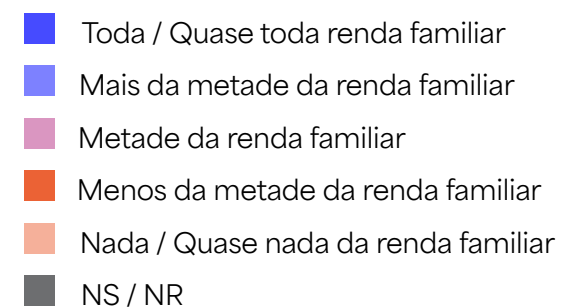 Toda / Quase toda renda familiar
Mais da metade da renda familiar
Metade da renda familiar
Menos da metade da renda familiar
Nada / Quase nada da renda familiar
NS / NR